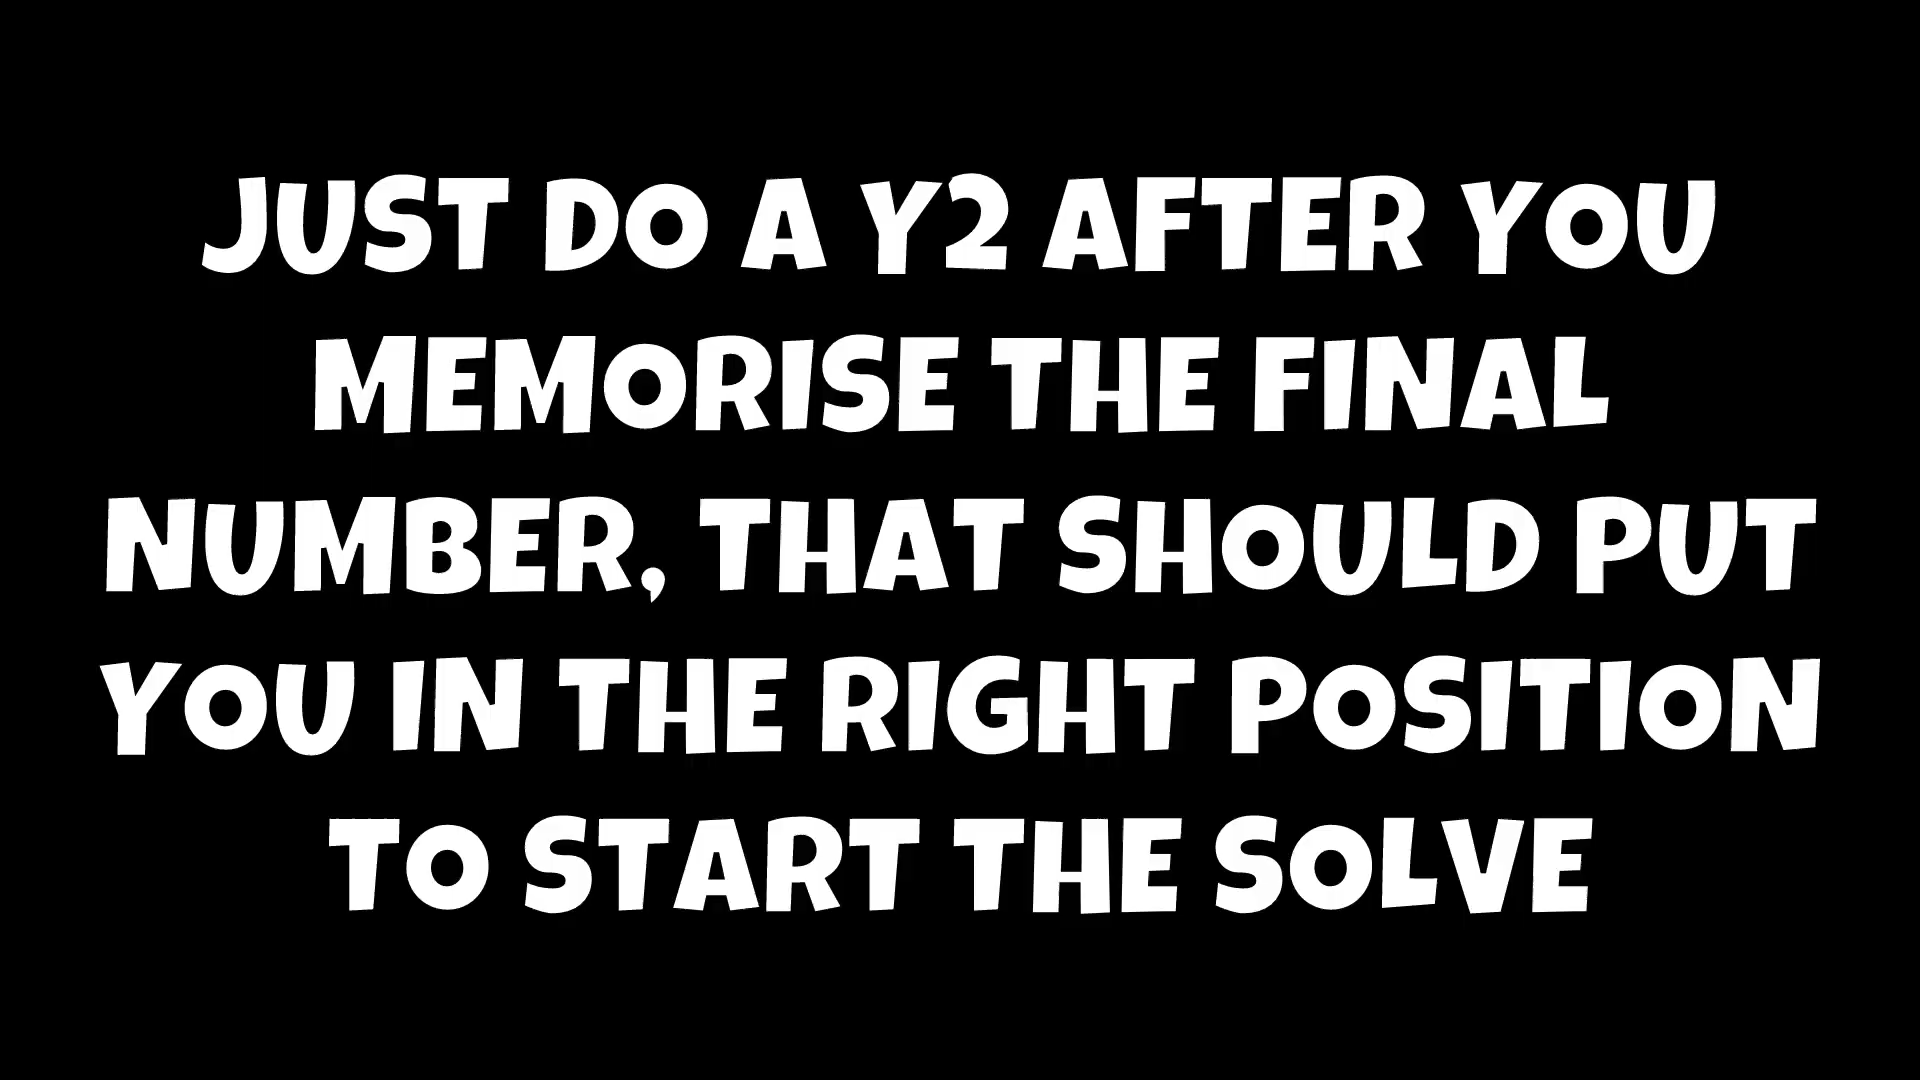 JUST DO A Y2 AFTER YOU
MEMORISE THE FINAL
NUMBER, THAT SHOULD PUT
YOU IN THE RIGHT POSITION
TO START THE SOLVE